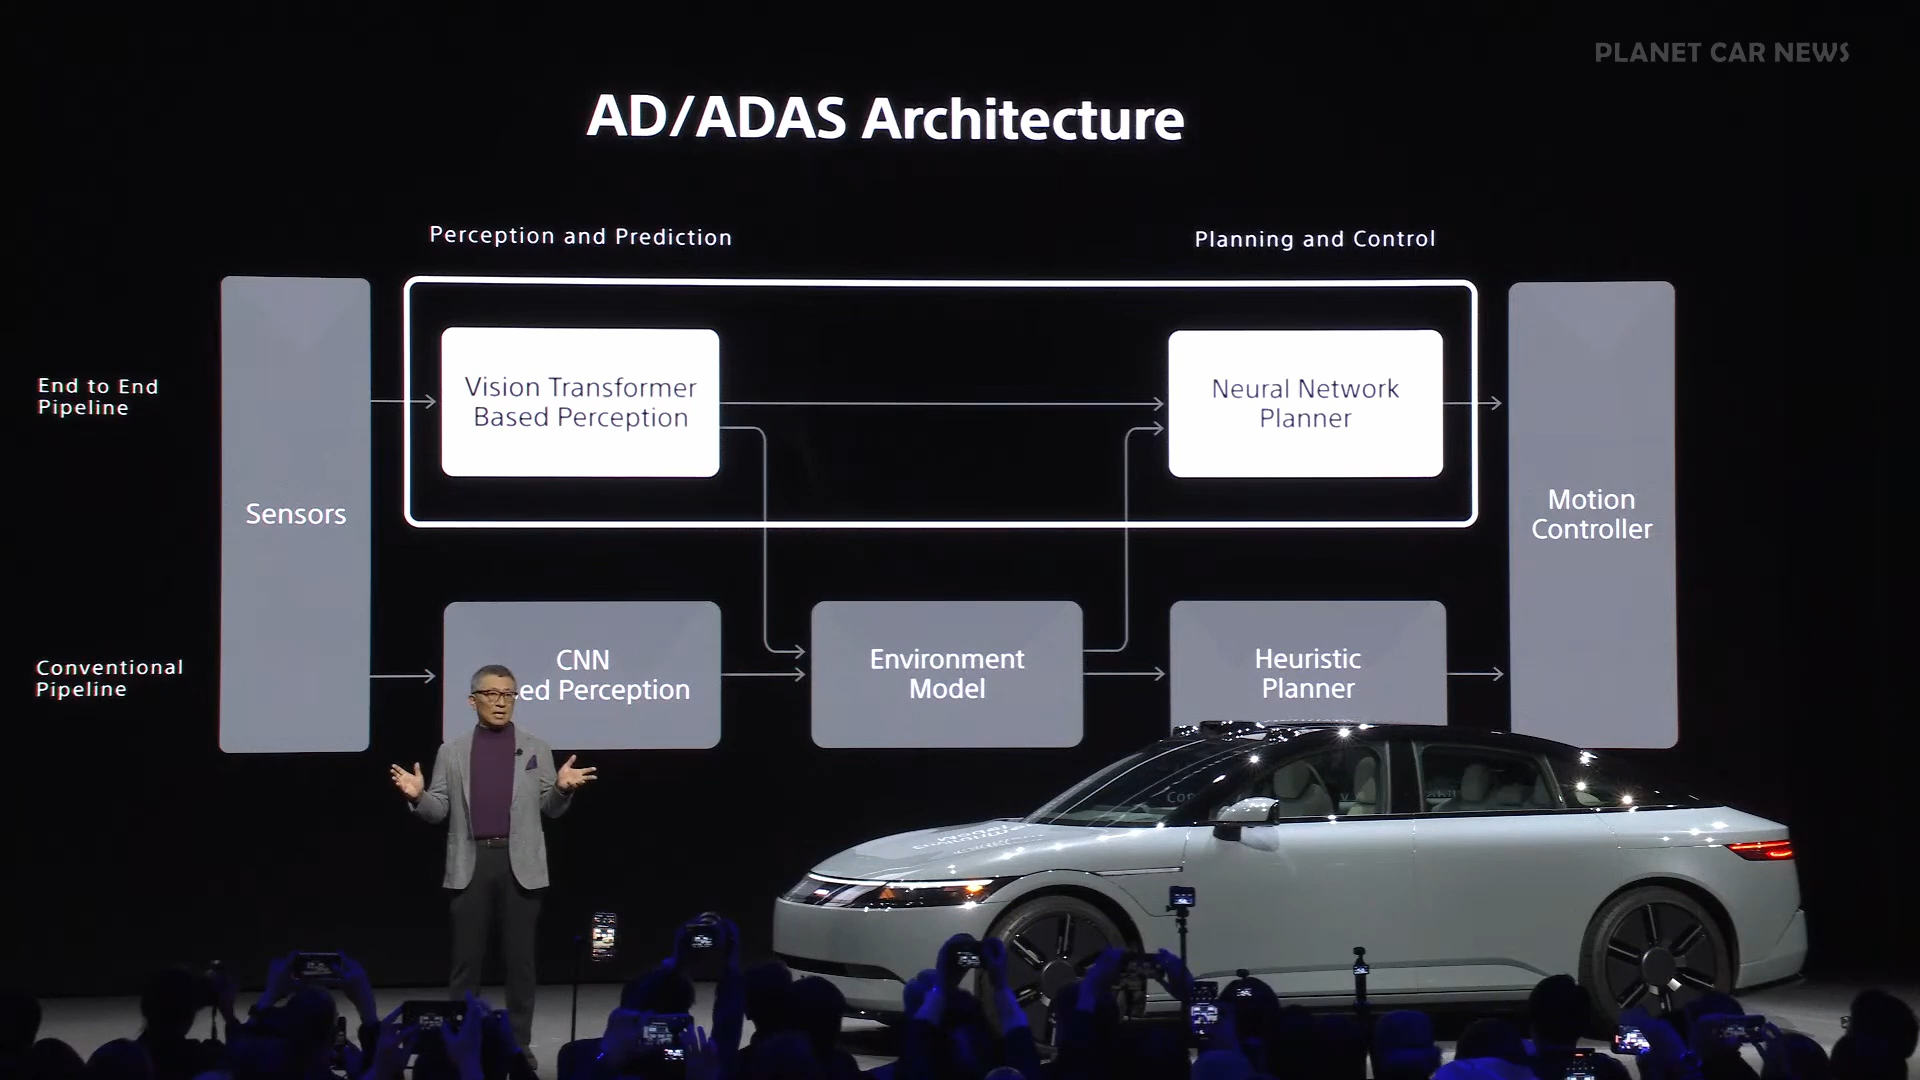 PLANET CAR NEWS
AD/ADAS Architecture
Perception and Prediction
Planning and Control
End to End
Pipeline
Sensors
Vision Transformer
Based Perception
Neural Network
Planner
Motion
Controller
Conventional
Pipeline
CNN
ed Perception
Environment
Model
Heuristic
Planner